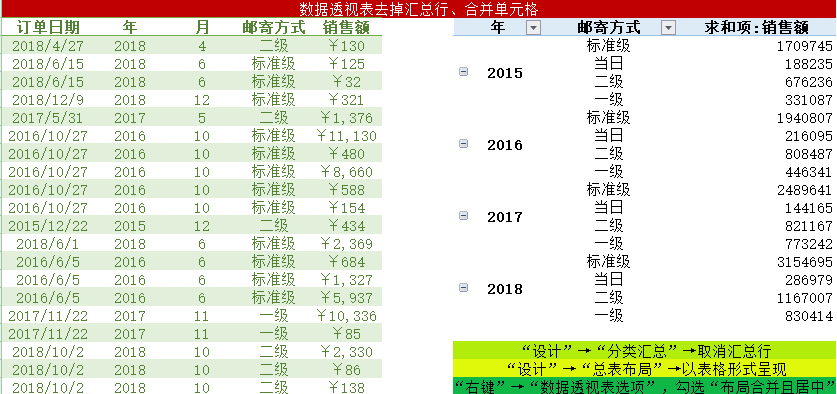 数据透视表去掉汇总行、合并单元格
订单日期 年 月 邮寄方式 销售额
2018/4/27 2018 4 二级 ￥130
2018/6/15 2018 6 标准级 ￥125
2018/6/15 2018 6 标准级 ￥32
2018/12/9 2018 12 标准级 ￥321
2017/5/31 2017 5 二级 ￥1,376
2016/10/27 2016 10 标准级 ￥11,130
2016/10/27 2016 10 标准级 ￥480
2016/10/27 2016 10 标准级 ￥8,660
2016/10/27 2016 10 标准级 ￥588
2016/10/27 2016 10 标准级 ￥154
2015/12/22 2015 12 二级 ￥434
2018/6/1 2018 6 标准级 ￥2,369
2016/6/5 2016 6 标准级 ￥684
2016/6/5 2016 6 标准级 ￥1,327
2016/6/5 2016 6 标准级 ￥5,937
2017/11/22 2017 11 一级 ￥10,336
2017/11/22 2017 11 一级 ￥85
2018/10/2 2018 10 二级 ￥2,330
2018/10/2 2018 10 二级 ￥86
2018/10/2 2018 10 二级 ￥138
年 邮寄方式 求和项:销售额
标准级 1709745
2015 当日 188235
二级 676236
一级 331087
标准级 1940807
2016 当日 216095
二级 808487
一级 446341
标准级 2489641
2017 当日 144165
二级 821167
一级 773242
标准级 3154695
2018 当日 286979
二级 1167007
一级 830414
“设计”→“分类汇总”→取消汇总行
“设计”→“总表布局”→以表格形式呈现
“右键”→“数据透视表选项”，勾选“布局合并且居中”